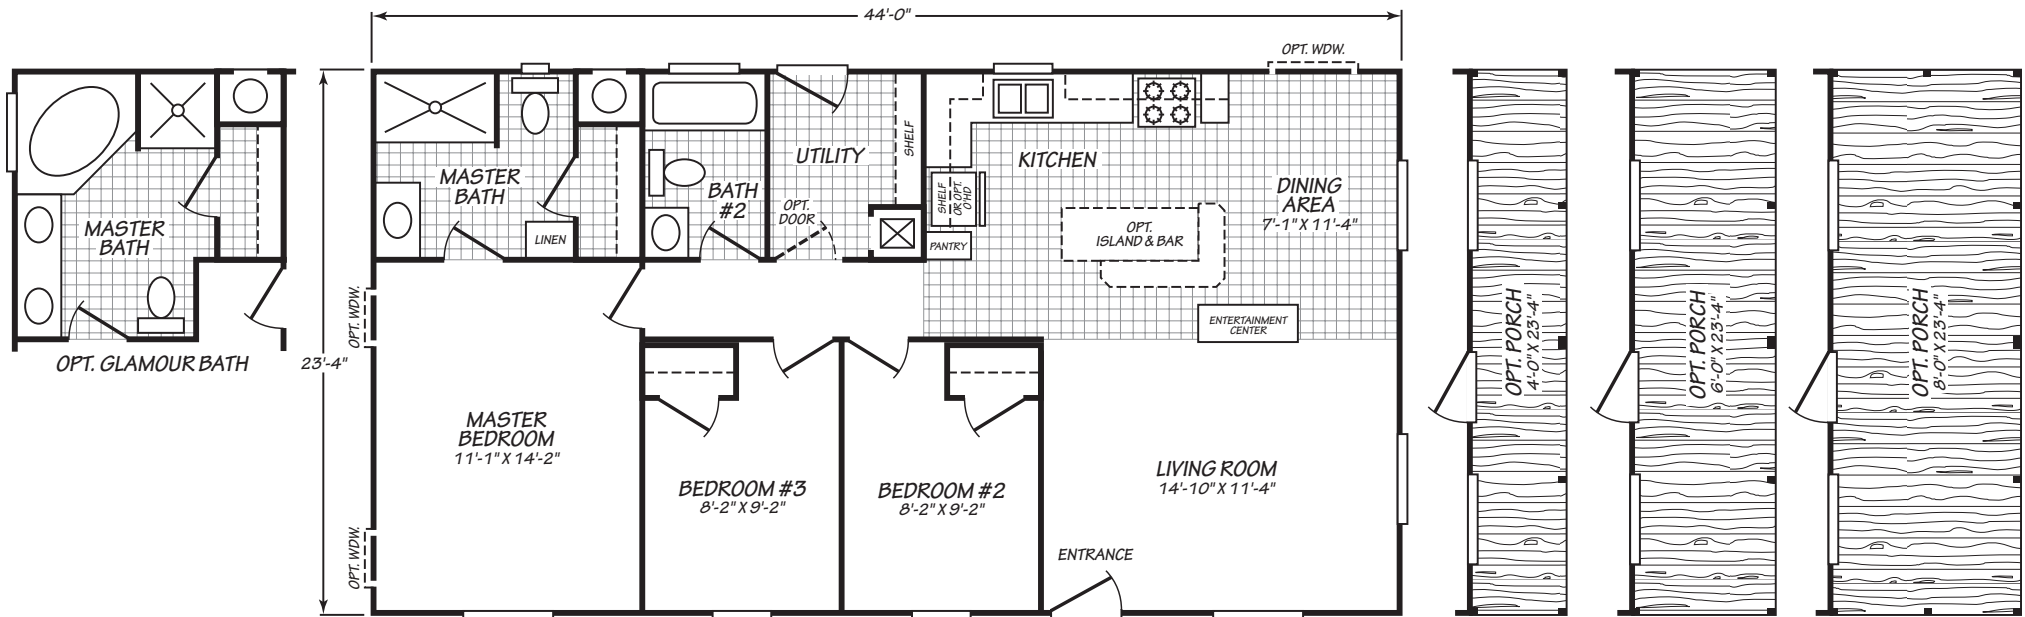 44'-0"
OPT. WDW.
MASTER
BATH
OPT. GLAMOUR BATH
23'-4"
MASTER
BATH
LINEN
BATH
#2
UTILITY
OPT.
DOOR
SHELF
SHELF
OR OPT.
O'HD
PANTRY
KITCHEN
OPT.
ISLAND & BAR
DINING
AREA
7'-1" X 11'-4"
ENTERTAINMENT
CENTER
OPT. WDW.
OPT. WDW.
MASTER
BEDROOM
11'-1" X 14'-2"
BEDROOM #3
8'-2" X 9'-2"
BEDROOM #2
8'-2" X 9'-2"
LIVING ROOM
14'-10" X 11'-4"
ENTRANCE
OPT. PORCH
4'-0" X 23'-4"
OPT. PORCH
6'-0" X 23'-4"
OPT. PORCH
8'-0" X 23'-4"